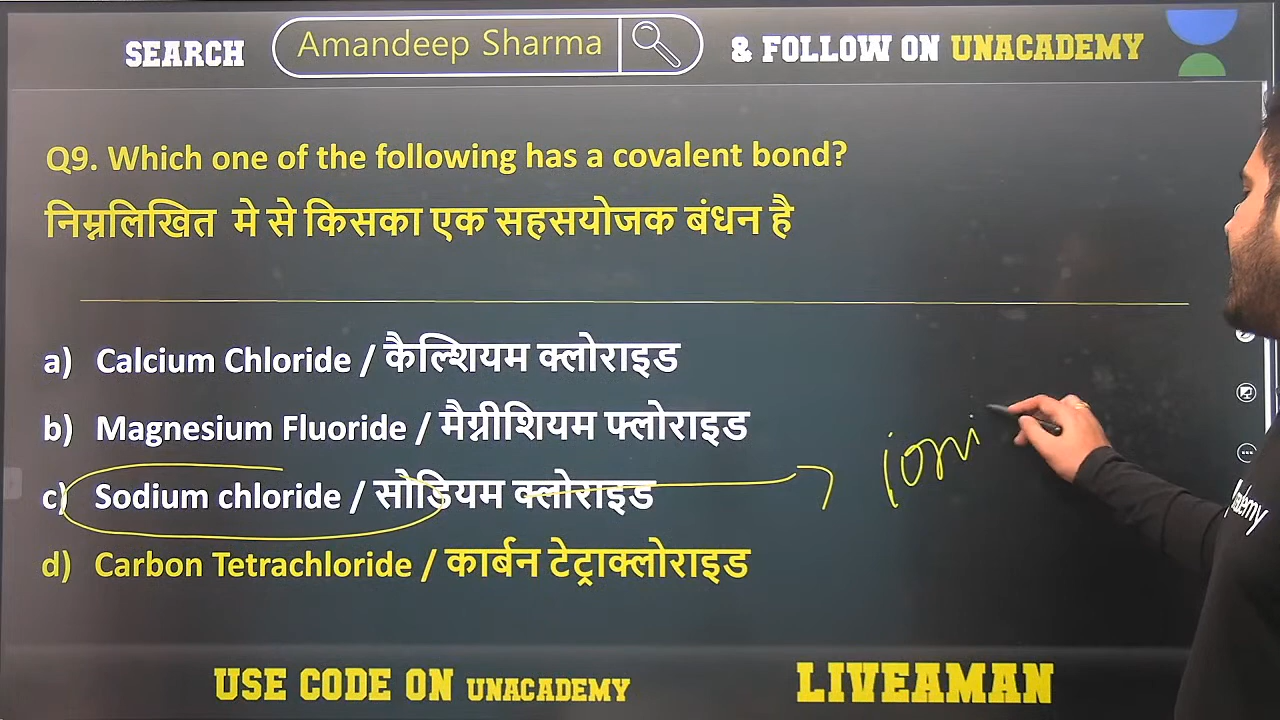 SEARCH Amandeep Sharma & FOLLOW ON UNACADEMY
Q9. Which one of the following has a covalent bond?
निम्नलिखित मे से किसका एक सहसयोजक बंधन है
a) Calcium Chloride / कैल्शियम क्लोराइड
b) Magnesium Fluoride / मैग्नीशियम फ्लोराइड
c) Sodium chloride / सोडियम क्लोराइड
ioni
d) Carbon Tetrachloride / कार्बन टेट्राक्लोराइड
USE CODE ON UNACADEMY LIVEAMAN